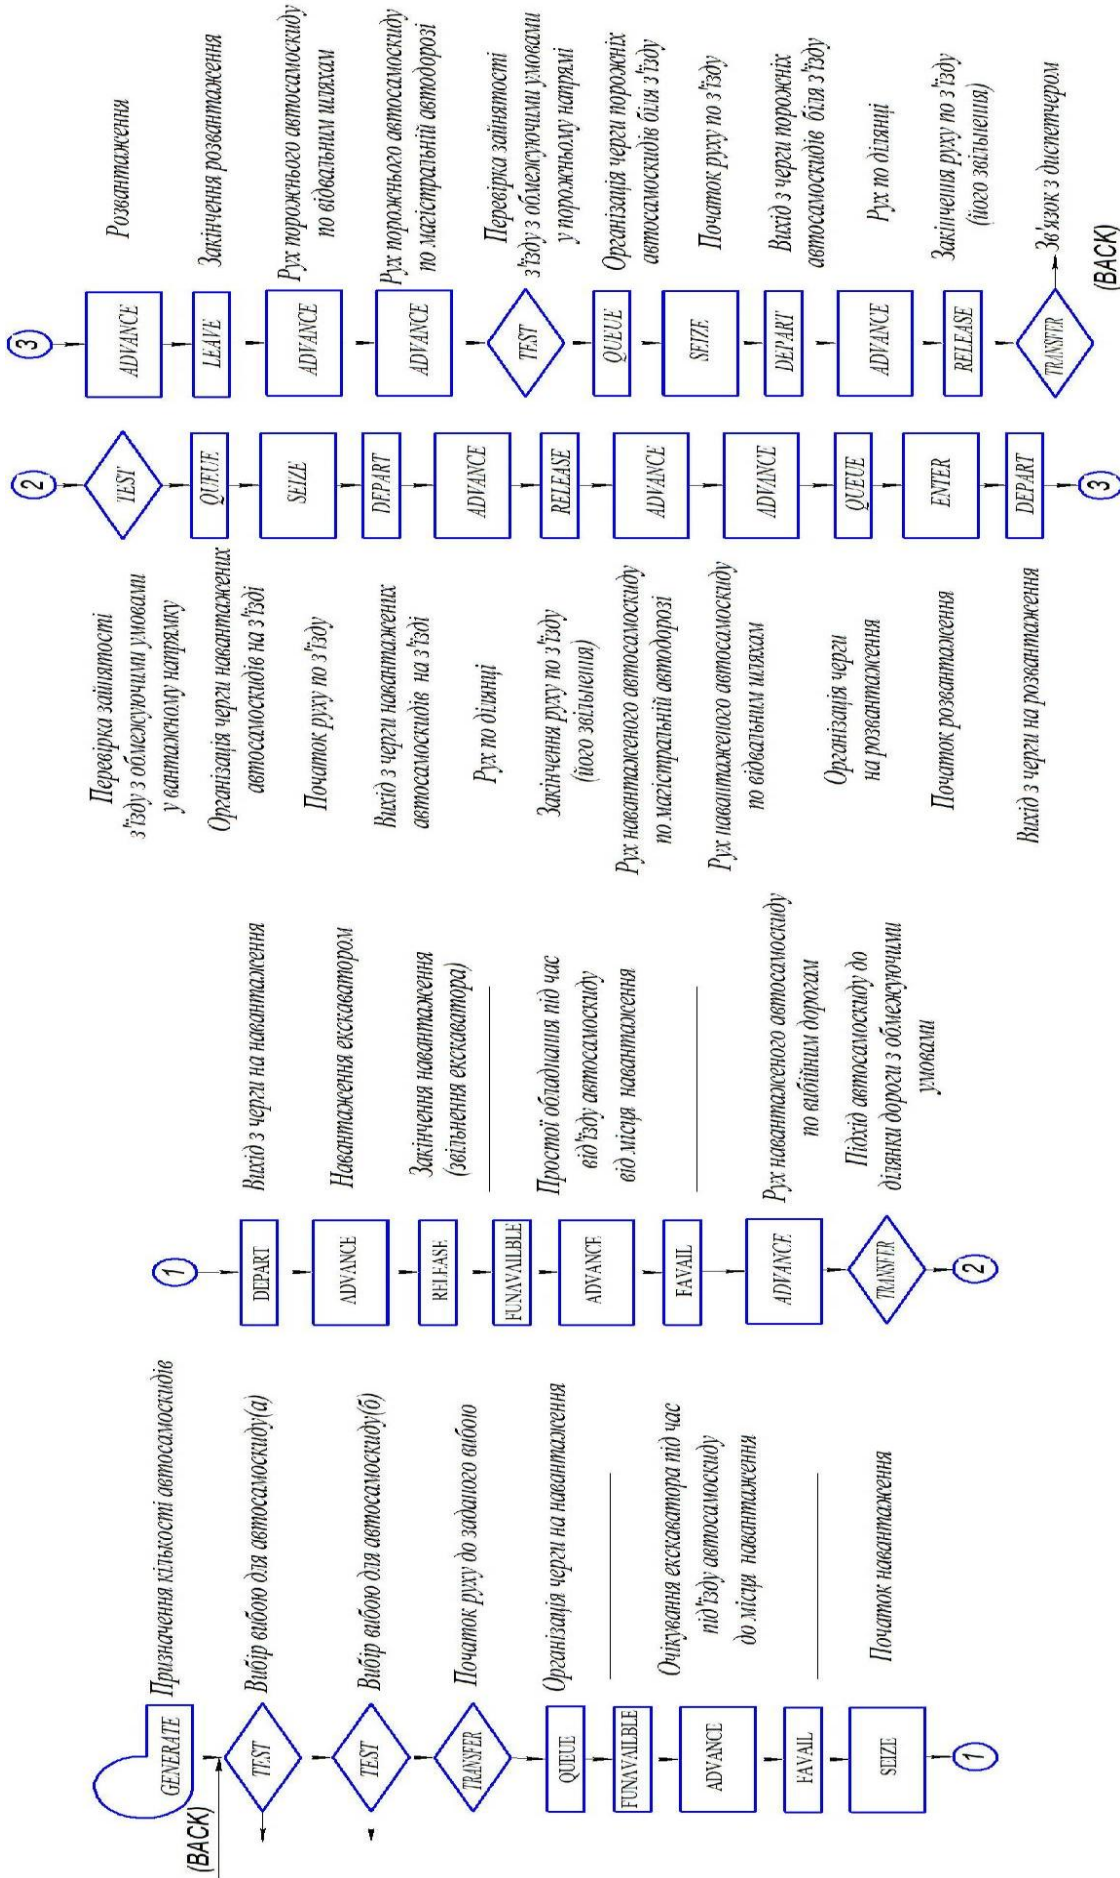 GENERATE
Призначення кількості автосамоскидів
(BACK)
TEST
Вибір вибою для автосамоскиду(а)
TEST
Вибір вибою для автосамоскиду(б)
TRANSFER
Початок руху до заданого вибою
QUEUE
Організація черги на навантаження
FUNAVAILBLE
ADVANCE
FAVAIL
Очікування екскаватора під час
під'їзду автосамоскиду
до місця навантаження
SEIZE
Початок навантаження
1
1
DEPART
Вихід з черги на навантаження
ADVANCE
Навантаження екскаватором
RELEASE
Закінчення навантаження
(звільнення екскаватора)
FUNAVAILBLE
ADVANCE
FAVAIL
Простої обладнання під час
від'їзду автосамоскиду
від місця навантаження
ADVANCE
Рух навантаженого автосамоскиду
по вибійним дорогам
TRANSFER
Підхід автосамоскиду до
ділянки дороги з обмежуючими
умовами
2
2
TEST
Перевірка зайнятості
з'їзду з обмежуючими умовами
у вантажному напрямку
QUEUE
Організація черги навантажених
автосамоскидів на з'їзді
SEIZE
Початок руху по з'їзду
DEPART
Вихід з черги навантажених
автосамоскидів на з'їзді
ADVANCE
Рух по ділянці
RELEASE
Закінчення руху по з'їзду
(його звільнення)
ADVANCE
Рух навантаженого автосамоскиду
по магістральній автодорозі
ADVANCE
Рух навантаженого автосамоскиду
по відвальним шляхам
QUEUE
Організація черги
на розвантаження
ENTER
Початок розвантаження
DEPART
Вихід з черги на розвантаження
3
3
ADVANCE
Розвантаження
LEAVE
Закінчення розвантаження
ADVANCE
Рух порожнього автосамоскиду
по відвальним шляхам
ADVANCE
Рух порожнього автосамоскиду
по магістральній автодорозі
TEST
Перевірка зайнятості
з'їзду з обмежуючими умовами
у порожньому напрямі
QUEUE
Організація черги порожніх
автосамоскидів біля з'їзду
SEIZE
Початок руху по з'їзду
DEPART
Вихід з черги порожніх
автосамоскидів біля з'їзду
ADVANCE
Рух по ділянці
RELEASE
Закінчення руху по з'їзду
(його звільнення)
TRANSFER
Зв'язок з диспетчером
(BACK)